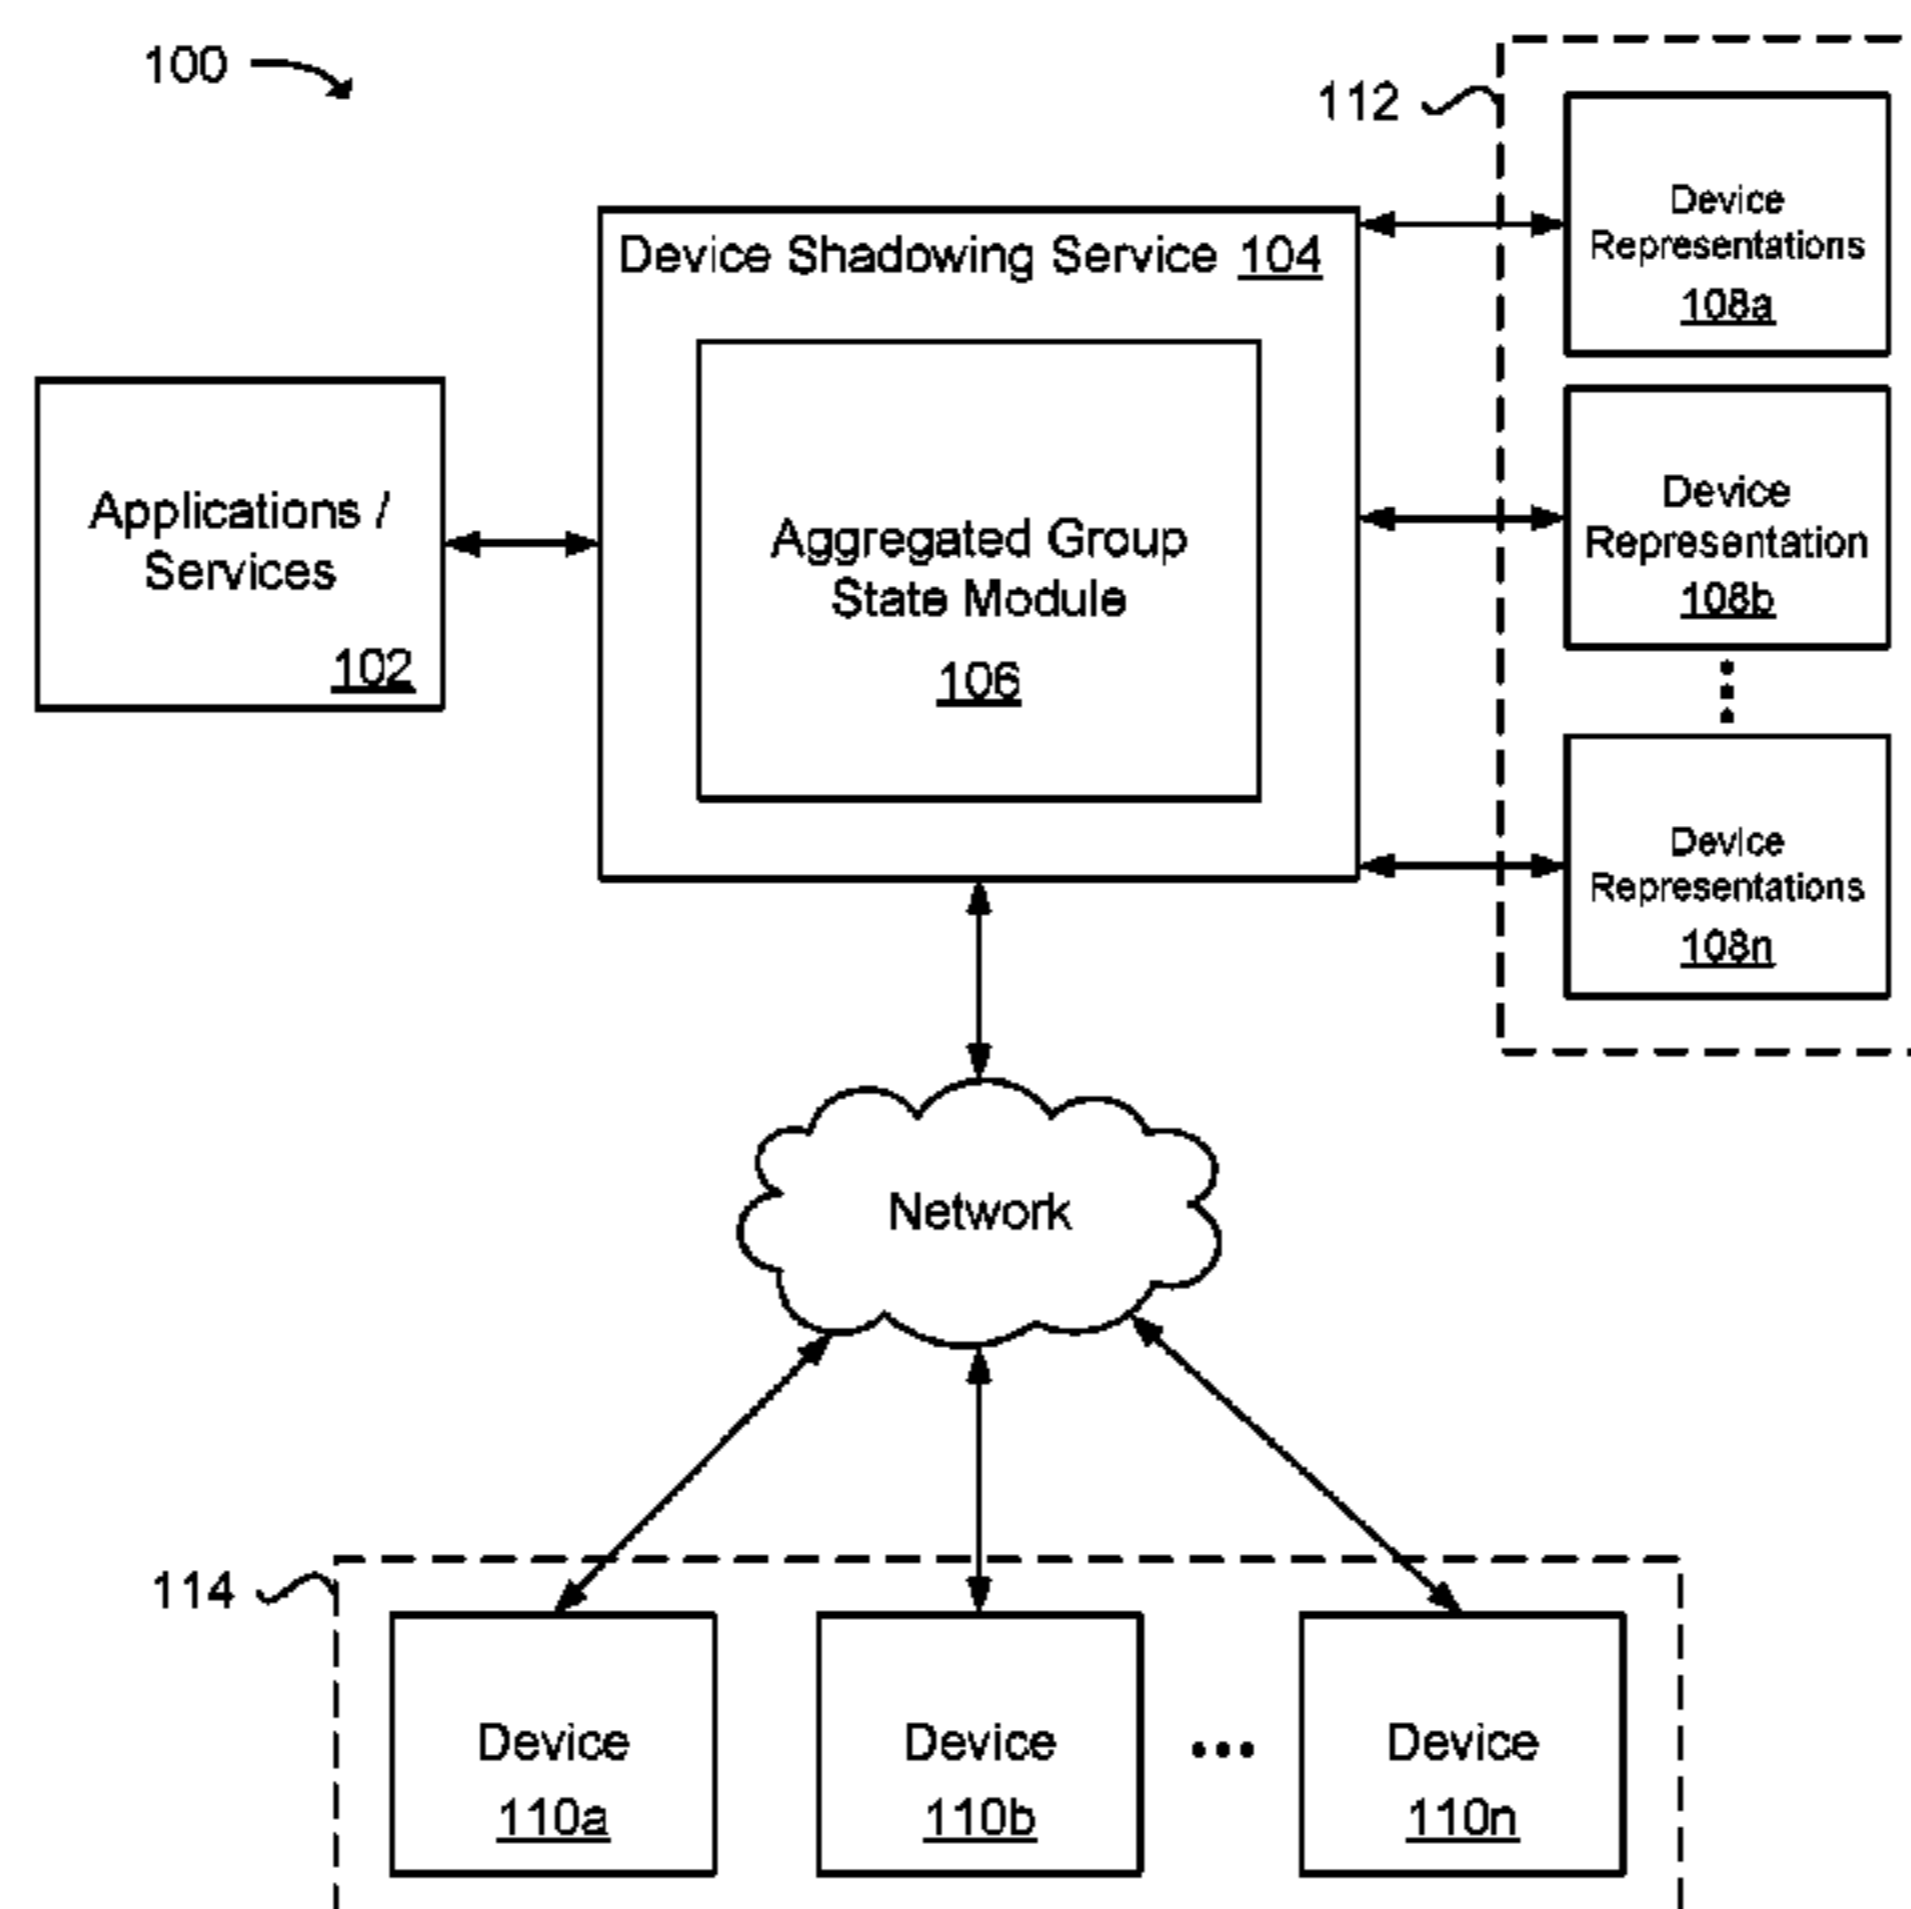 100
112
Device
Representations
108a
Device Shadowing Service 104
Applications /
Services
102
Aggregated Group
State Module
106
Device
Representation
108b
Device
Representations
108n
Network
114
Device
110a
Device
110b
Device
110n